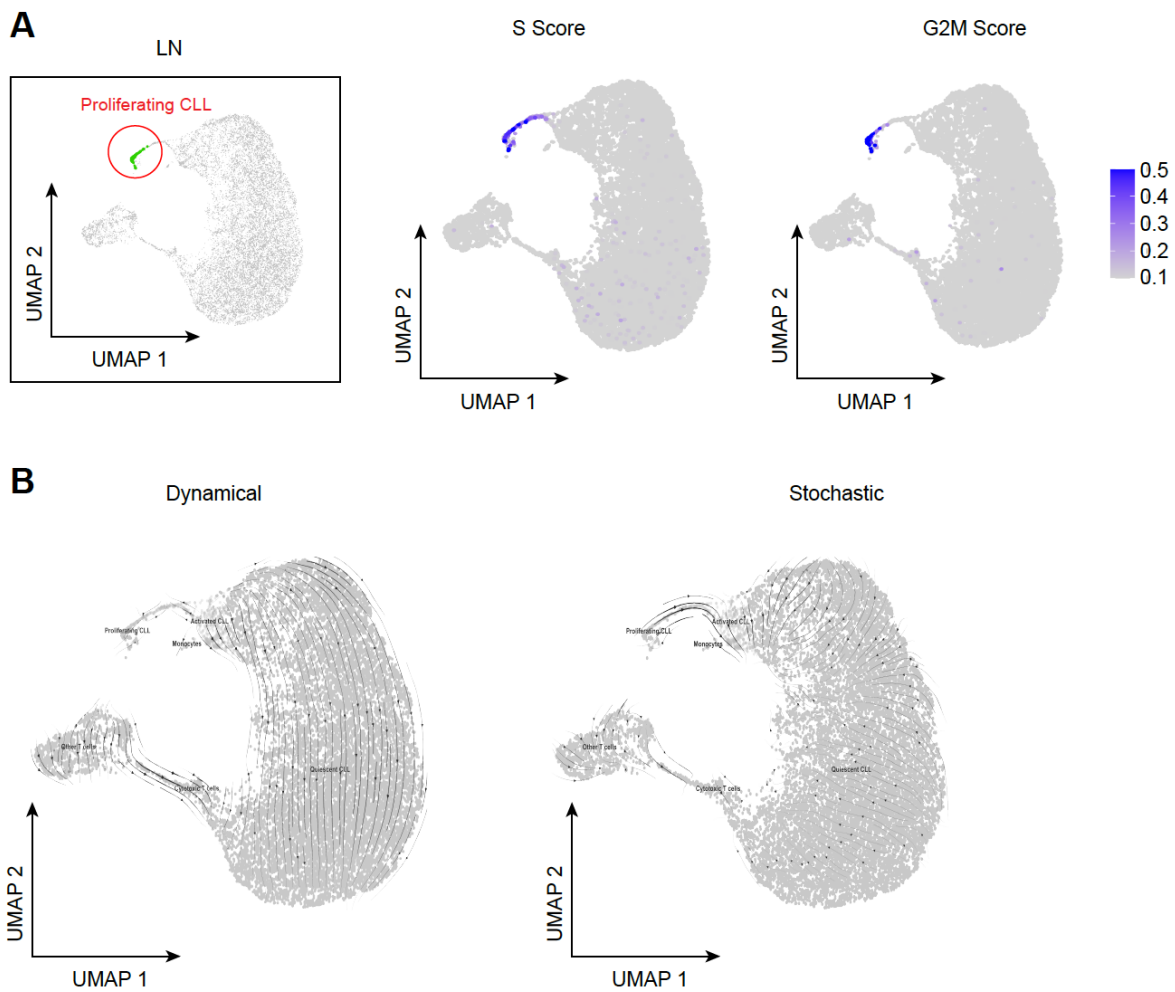 A
LN
S Score
G2M Score
Proliferating CLL
0.5
0.4
0.3
0.2
0.1
UMAP 2
UMAP 1
UMAP 2
UMAP 1
UMAP 2
UMAP 1
B
Dynamical
Stochastic
Proliferating CLL
Activated CLL
Monocytes
Other T cells
Quiescent CLL
Cytotoxic T cells
UMAP 2
UMAP 1
Proliferating CLL
Activated CLL
Monocytes
Other T cells
Quiescent CLL
Cytotoxic T cells
UMAP 2
UMAP 1